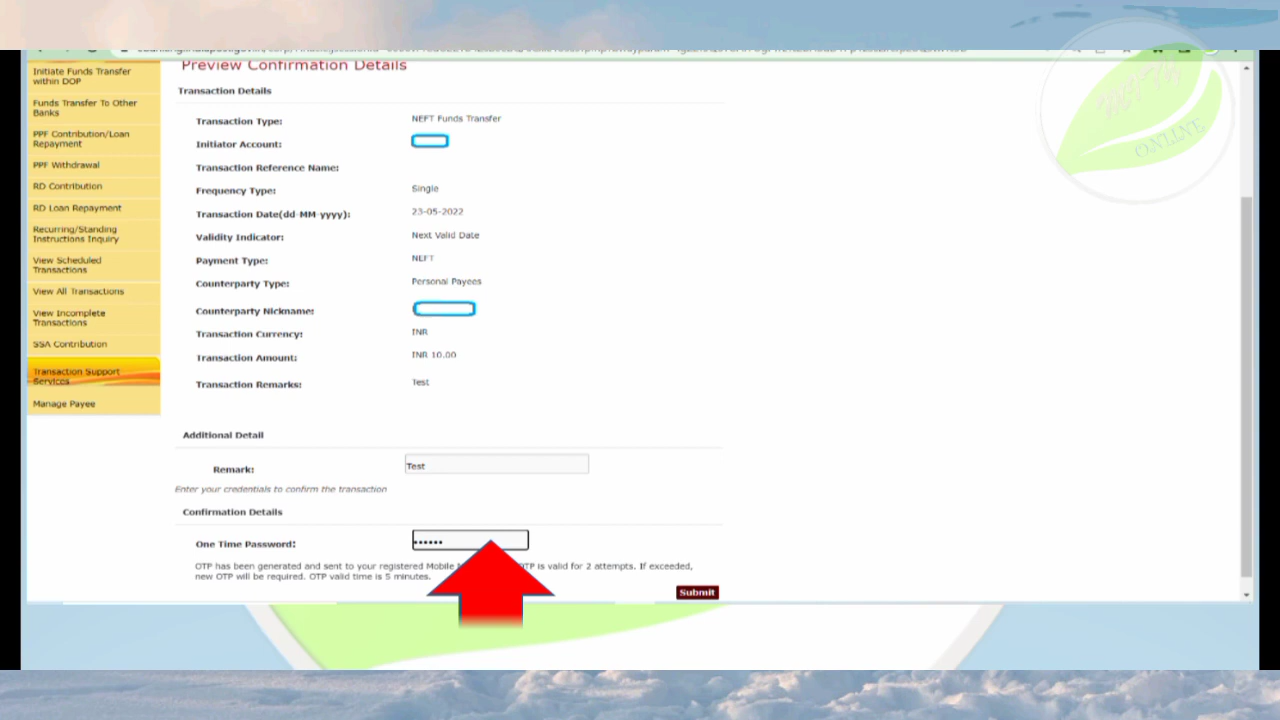 Preview Confirmation Details
Initiate Funds Transfer
within DOP
Funds Transfer To Other
Banks
PPF Contribution/Loan
Repayment
PPF Withdrawal
RD Contribution
RD Loan Repayment
Recurring/Standing
Instructions Inquiry
View Scheduled
Transactions
View All Transactions
View Incomplete
Transactions
SSA Contribution
Transaction Support
Services
Manage Payee
Transaction Details
Transaction Type: NEFT Funds Transfer
Initiator Account:
Transaction Reference Name:
Frequency Type: Single
Transaction Date(dd-MM-yyyy): 23-05-2022
Validity Indicator: Next Valid Date
Payment Type: NEFT
Counterparty Type: Personal Payees
Counterparty Nickname:
Transaction Currency: INR
Transaction Amount: INR 10.00
Transaction Remarks: Test
Additional Detail
Remark: Test
Enter your credentials to confirm the transaction
Confirmation Details
One Time Password: ••••••
OTP has been generated and sent to your registered Mobile OTP is valid for 2 attempts. If exceeded,
new OTP will be required. OTP valid time is 5 minutes.
Submit
ONLINE